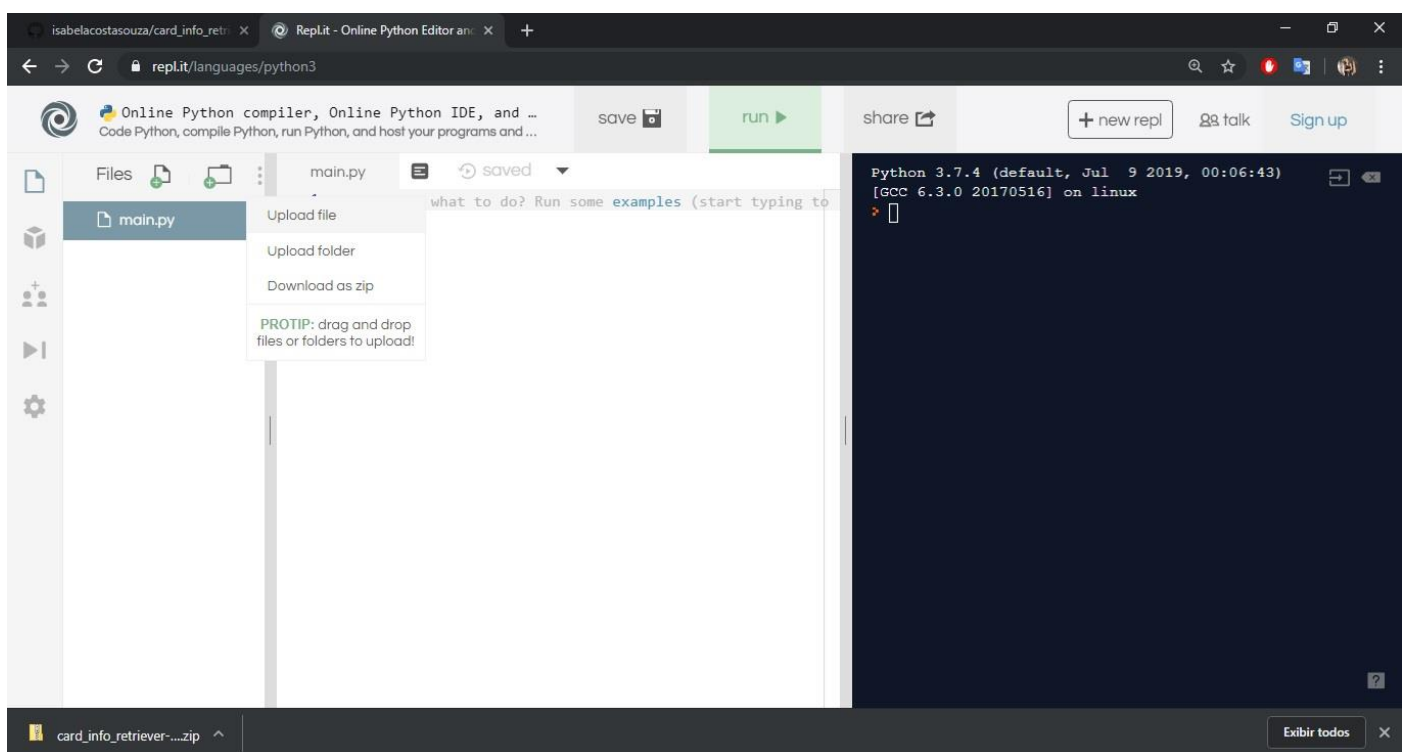 isabelacostasouza/card_info_retri
Repl.it - Online Python Editor and
repl.it/languages/python3
Online Python compiler, Online Python IDE, and …
Code Python, compile Python, run Python, and host your programs and ...
save
run
share
+ new repl
talk
Sign up
Files
main.py
saved
main.py
what to do? Run some examples (start typing to
Upload file
Upload folder
Download as zip
PROTIP: drag and drop
files or folders to upload!
Python 3.7.4 (default, Jul 9 2019, 00:06:43)
[GCC 6.3.0 20170516] on linux
>
?
card_info_retriever-....zip
Exibir todos